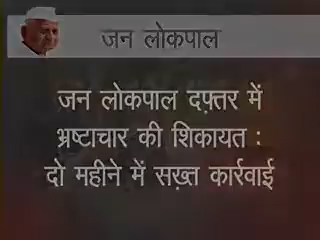 जन लोकपाल
जन लोकपाल दफ़्तर में
भ्रष्टाचार की शिकायत :
दो महीने में सख़्त कार्रवाई